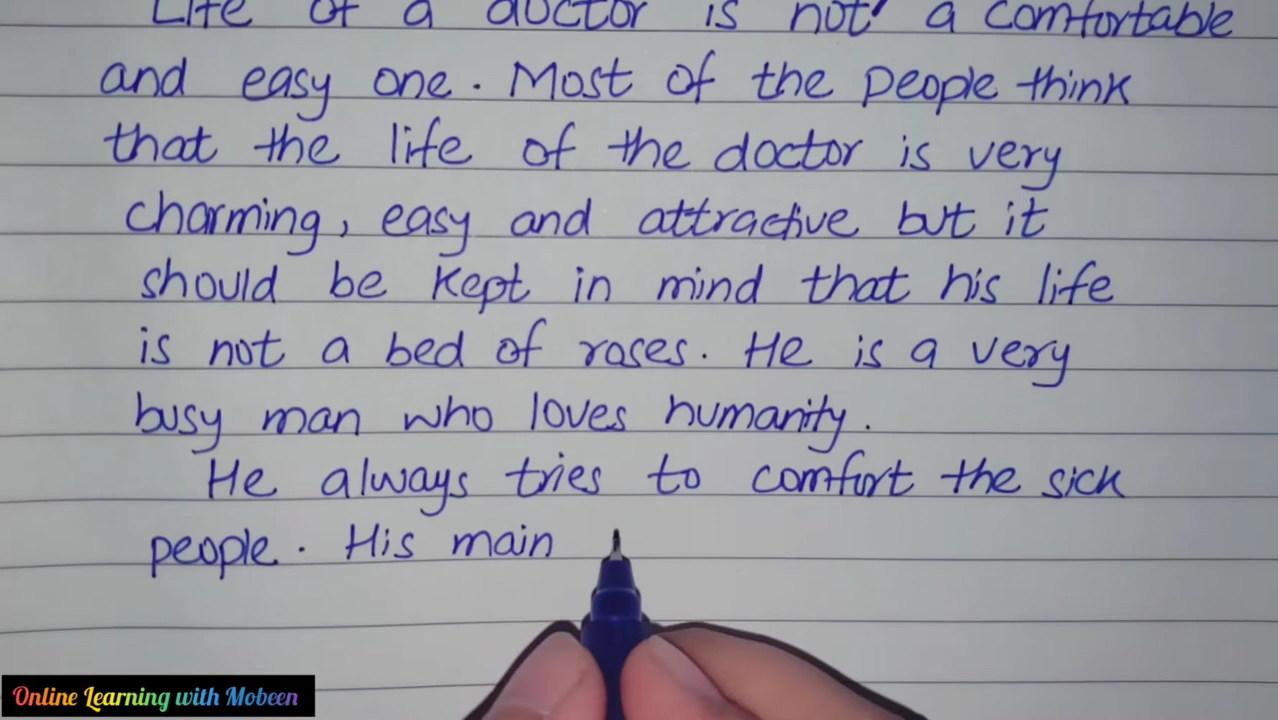 Life of a doctor is not a comfortable
and easy one. Most of the people think
that the life of the doctor is very
charming, easy and attractive but it
should be kept in mind that his life
is not a bed of roses. He is a very
busy man who loves humanity.
He always tries to comfort the sick
people. His main
Online Learning with Mobeen